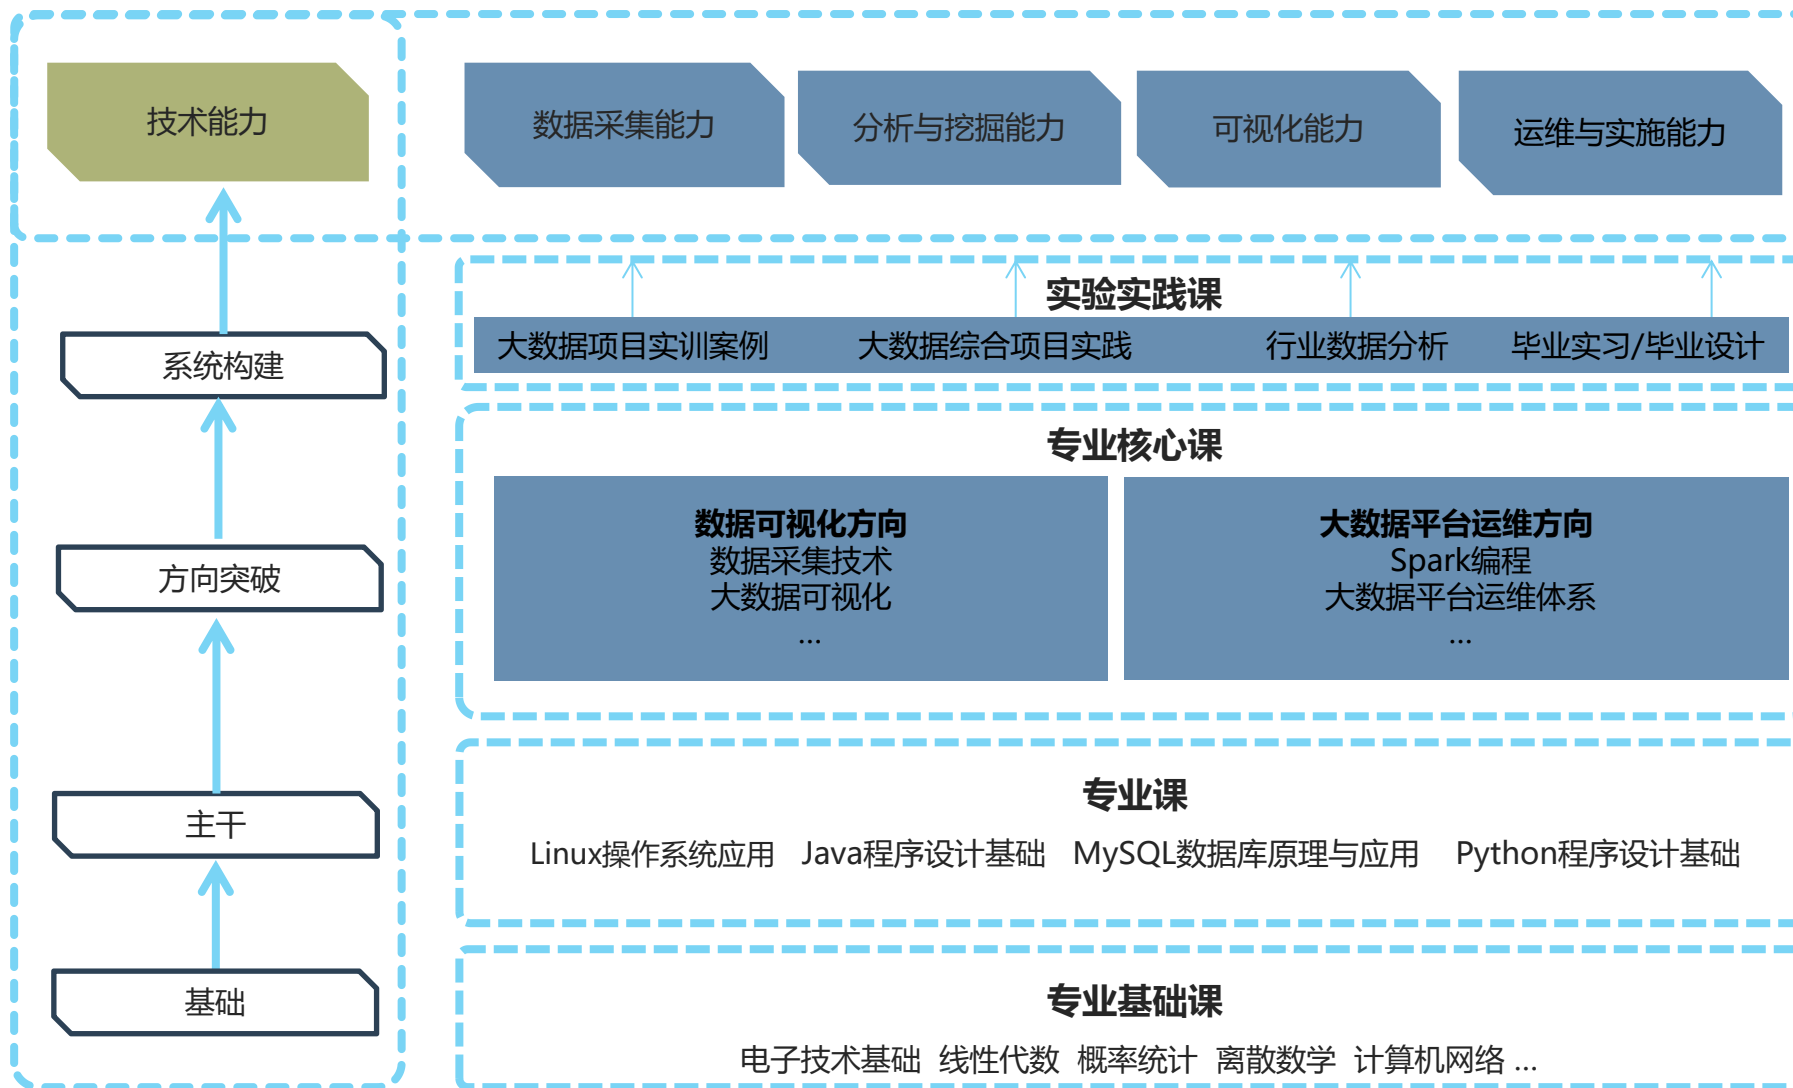 技术能力
数据采集能力
分析与挖掘能力
可视化能力
运维与实施能力
实验实践课
大数据项目实训案例
大数据综合项目实践
行业数据分析
毕业实习/毕业设计
系统构建
专业核心课
数据可视化方向
数据采集技术
大数据可视化
...
大数据平台运维方向
Spark编程
大数据平台运维体系
...
方向突破
专业课
主干
Linux操作系统应用 Java程序设计基础 MySQL数据库原理与应用 Python程序设计基础
专业基础课
基础
电子技术基础 线性代数 概率统计 离散数学 计算机网络 ...